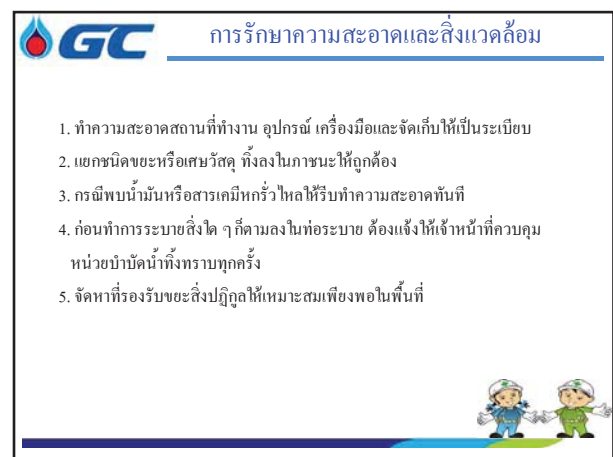 GC
การรักษาความสะอาดและสิ่งแวดล้อม
1. ทำความสะอาดสถานที่ทำงาน อุปกรณ์ เครื่องมือและจัดเก็บให้เป็นระเบียบ
2. แยกชนิดขยะหรือเศษวัสดุ ทิ้งลงในภาชนะให้ถูกต้อง
3. กรณีพบน้ำมันหรือสารเคมีหกรั่วไหลให้รีบทำความสะอาดทันที
4. ก่อนทำการระบายสิ่งใด ๆ ก็ตามลงในท่อระบาย ต้องแจ้งให้เจ้าหน้าที่ควบคุม
หน่วยบำบัดน้ำทิ้งทราบทุกครั้ง
5. จัดหาที่รองรับขยะสิ่งปฏิกูลให้เหมาะสมเพียงพอในพื้นที่